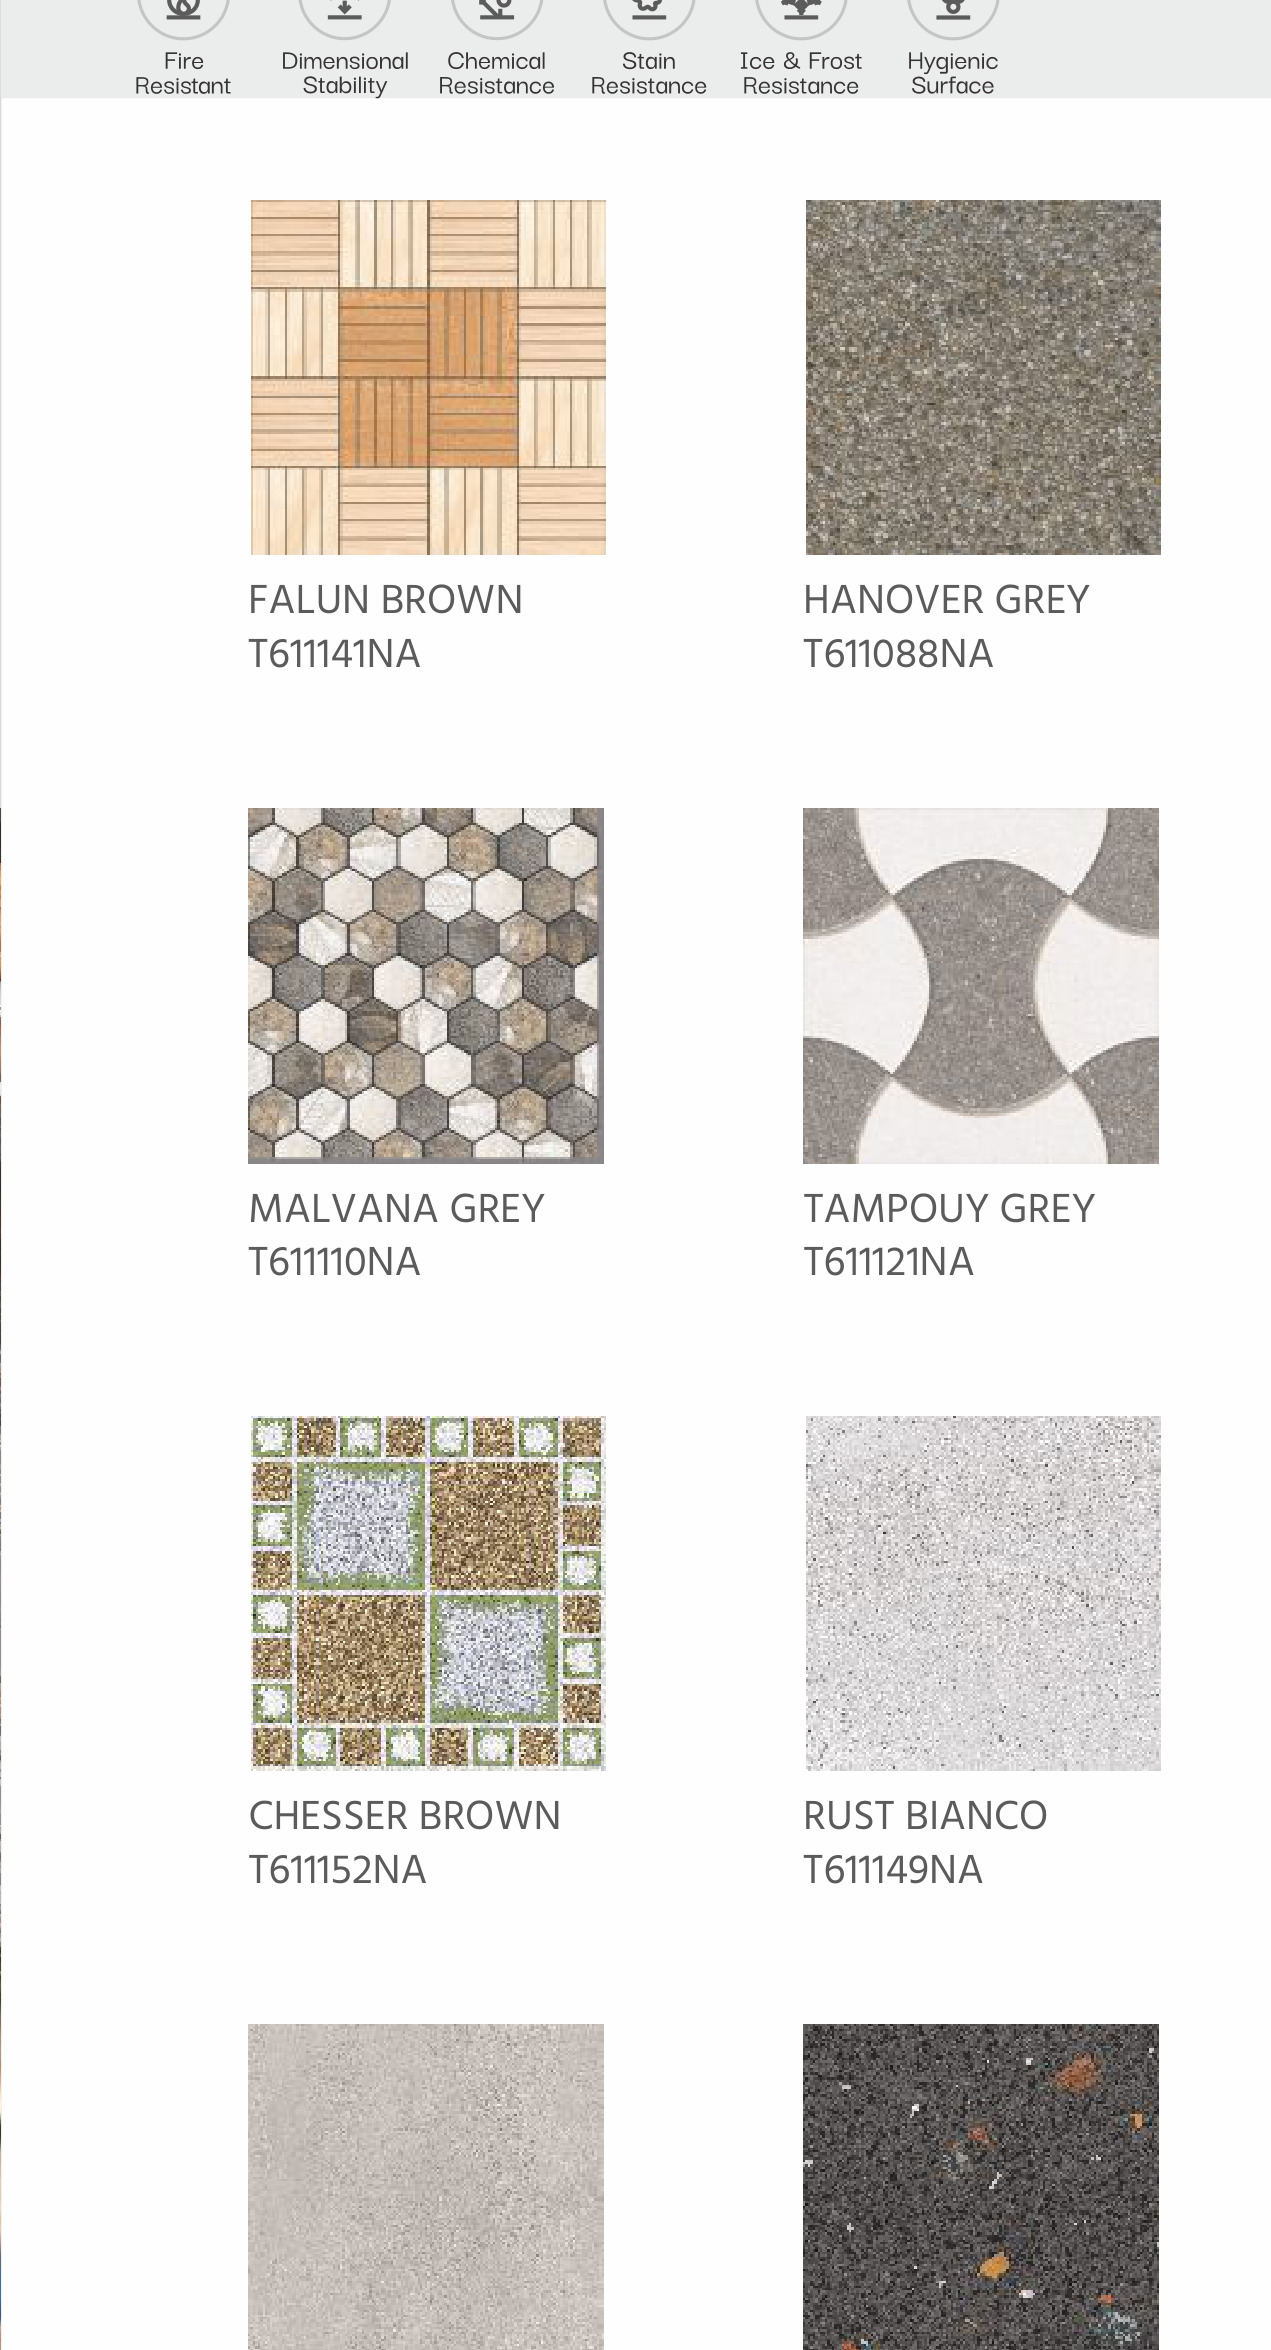 Fire
Resistant
Dimensional
Stability
Chemical
Resistance
Stain
Resistance
Ice & Frost
Resistance
Hygienic
Surface
FALUN BROWN
T611141NA
HANOVER GREY
T611088NA
MALVANA GREY
T611110NA
TAMPOUY GREY
T611121NA
CHESSER BROWN
T611152NA
RUST BIANCO
T611149NA